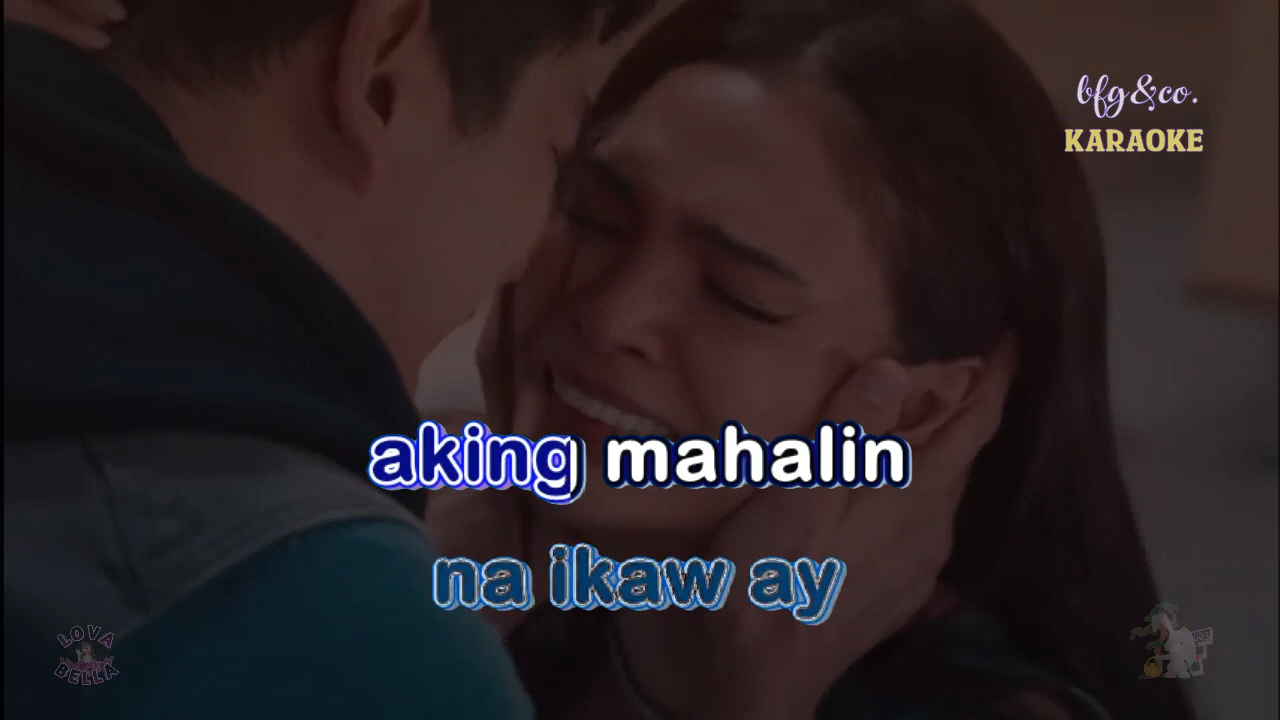 bfg&co.
KARAOKE
aking mahalin
na ikaw ay
LOVA
BELLA